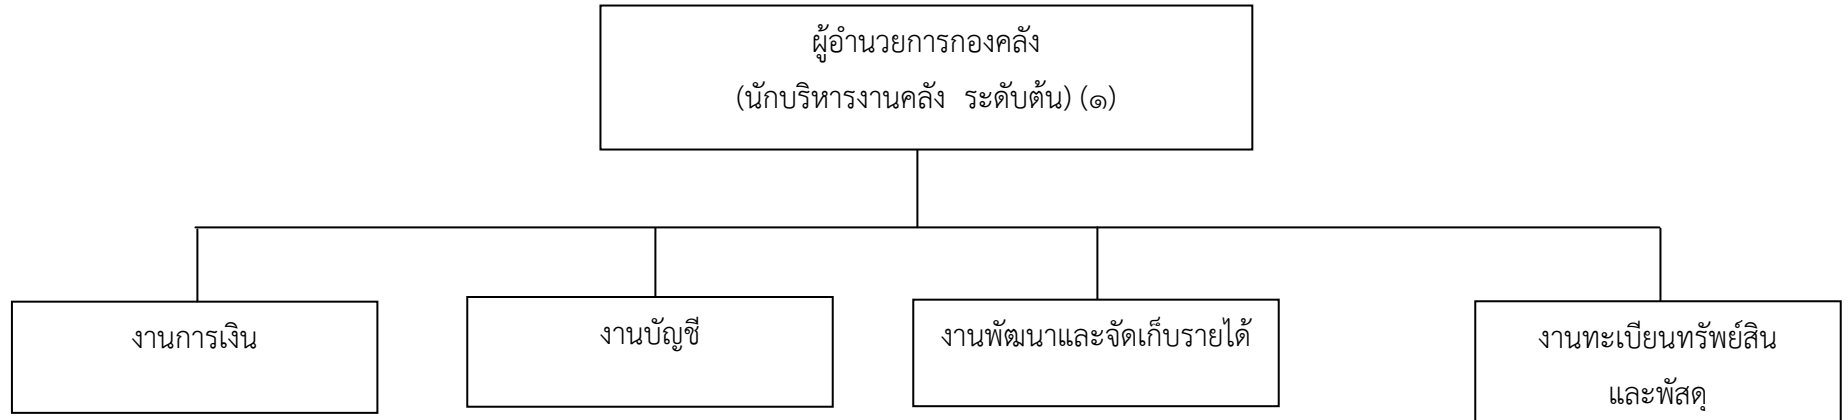 ผู้อำนวยการกองคลัง
(นักบริหารงานคลัง ระดับต้น) (๑)
งานการเงิน
งานบัญชี
งานพัฒนาและจัดเก็บรายได้
งานทะเบียนทรัพย์สิน
และพัสดุ